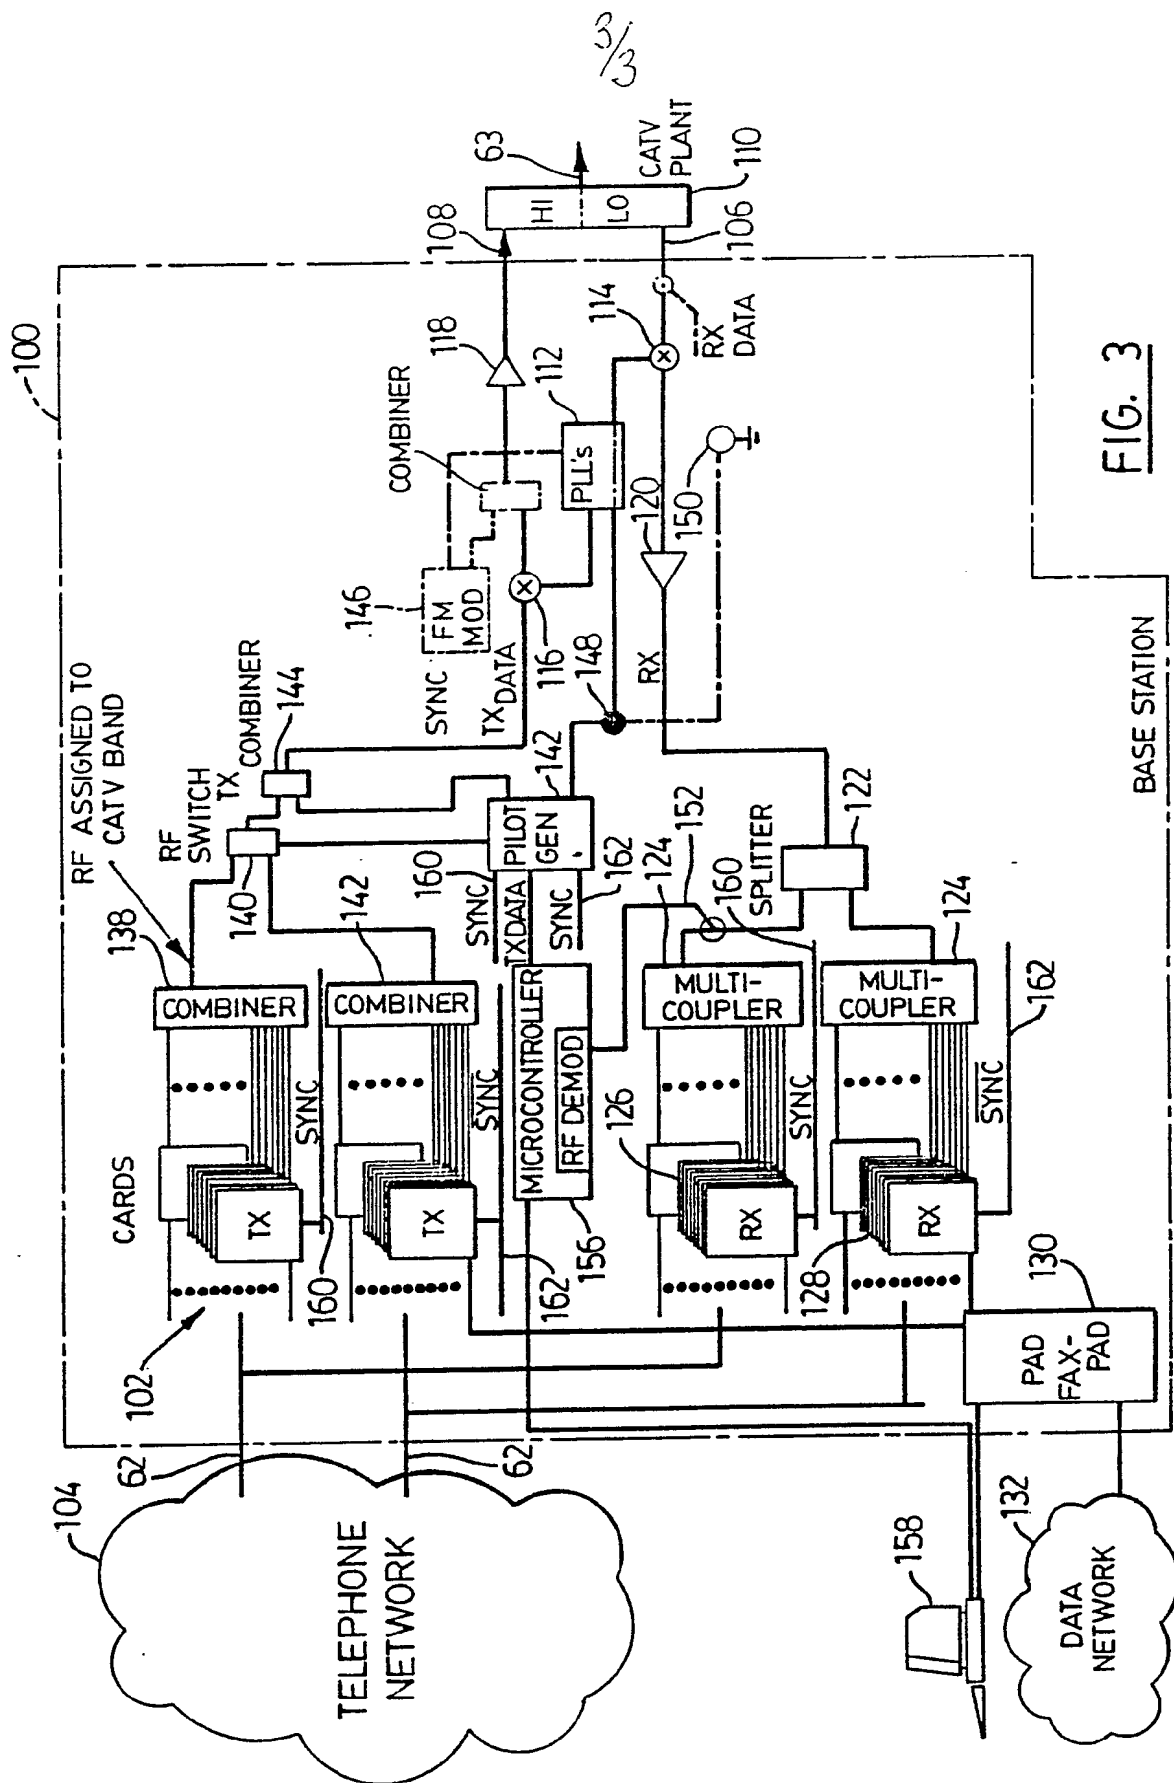 3/3
100
RF ASSIGNED TO
CATV BAND
CARDS
102
104
62
62
TELEPHONE
NETWORK
TX
160
SYNC
COMBINER
138
RF
SWITCH
140
TX
COMBINER
144
TX
162
SYNC
COMBINER
142
146
FM
MOD
SYNC
TX DATA
116
COMBINER
118
108
HI
LO
63
CATV
PLANT
110
106
PLL's
112
114
RX
DATA
MICROCONTROLLER
RF DEMOD
156
SYNC
160
TXDATA
SYNC
162
PILOT
GEN
142
148
150
120
RX
126
RX
SYNC
MULTI-
COUPLER
124
152
SPLITTER
160
122
128
RX
SYNC
MULTI-
COUPLER
124
162
130
PAD
FAX-
PAD
158
132
DATA
NETWORK
BASE STATION
FIG. 3